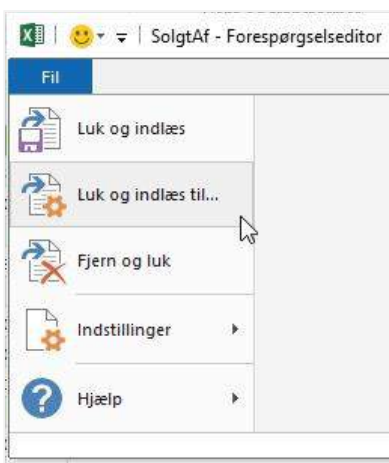 SolgtAf - Forespørgselseditor
Fil
Luk og indlæs
Luk og indlæs til...
Fjern og luk
Indstillinger
Hjælp